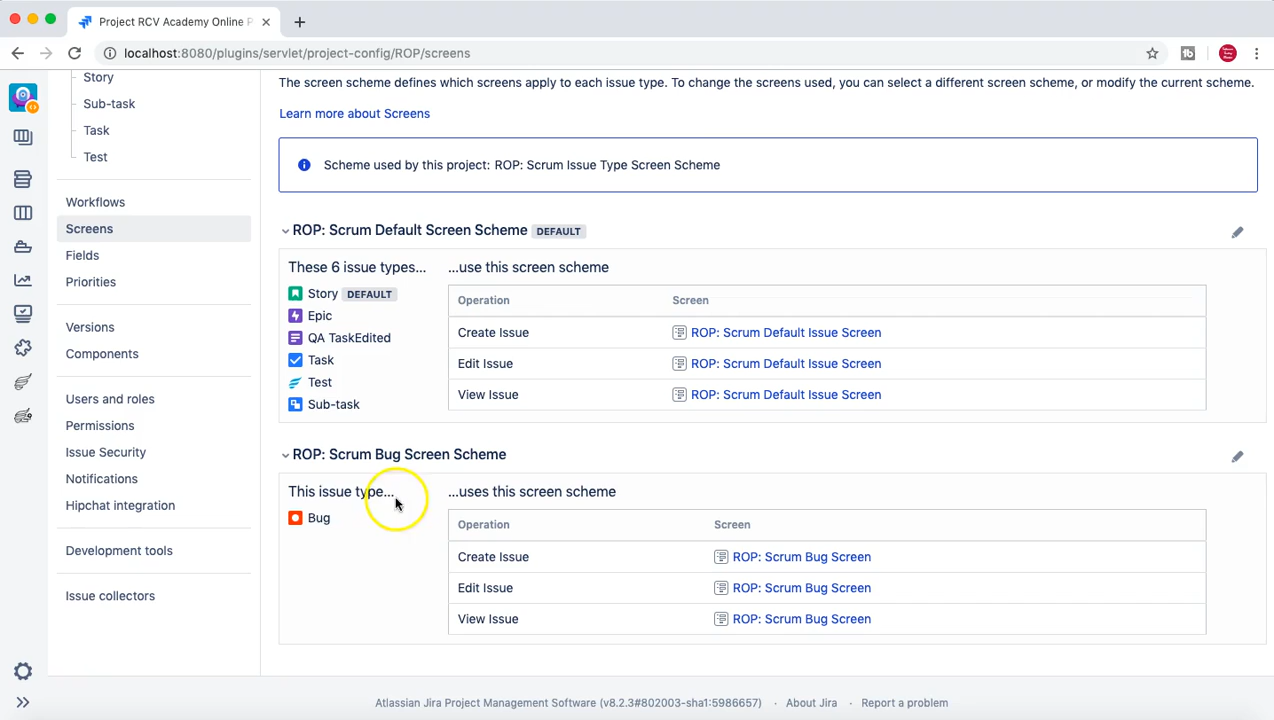 Project RCV Academy Online P
localhost:8080/plugins/servlet/project-config/ROP/screens
Story
Sub-task
Task
Test
Workflows
Screens
Fields
Priorities
Versions
Components
Users and roles
Permissions
Issue Security
Notifications
Hipchat integration
Development tools
Issue collectors
The screen scheme defines which screens apply to each issue type. To change the screens used, you can select a different screen scheme, or modify the current scheme.
Learn more about Screens
Scheme used by this project: ROP: Scrum Issue Type Screen Scheme
ROP: Scrum Default Screen Scheme DEFAULT
These 6 issue types... ...use this screen scheme
Story DEFAULT
Epic
QA TaskEdited
Task
Test
Sub-task
Operation Screen
Create Issue ROP: Scrum Default Issue Screen
Edit Issue ROP: Scrum Default Issue Screen
View Issue ROP: Scrum Default Issue Screen
ROP: Scrum Bug Screen Scheme
This issue type... ...uses this screen scheme
Bug
Operation Screen
Create Issue ROP: Scrum Bug Screen
Edit Issue ROP: Scrum Bug Screen
View Issue ROP: Scrum Bug Screen
Atlassian Jira Project Management Software (v8.2.3#802003-sha1:5986657) · About Jira · Report a problem